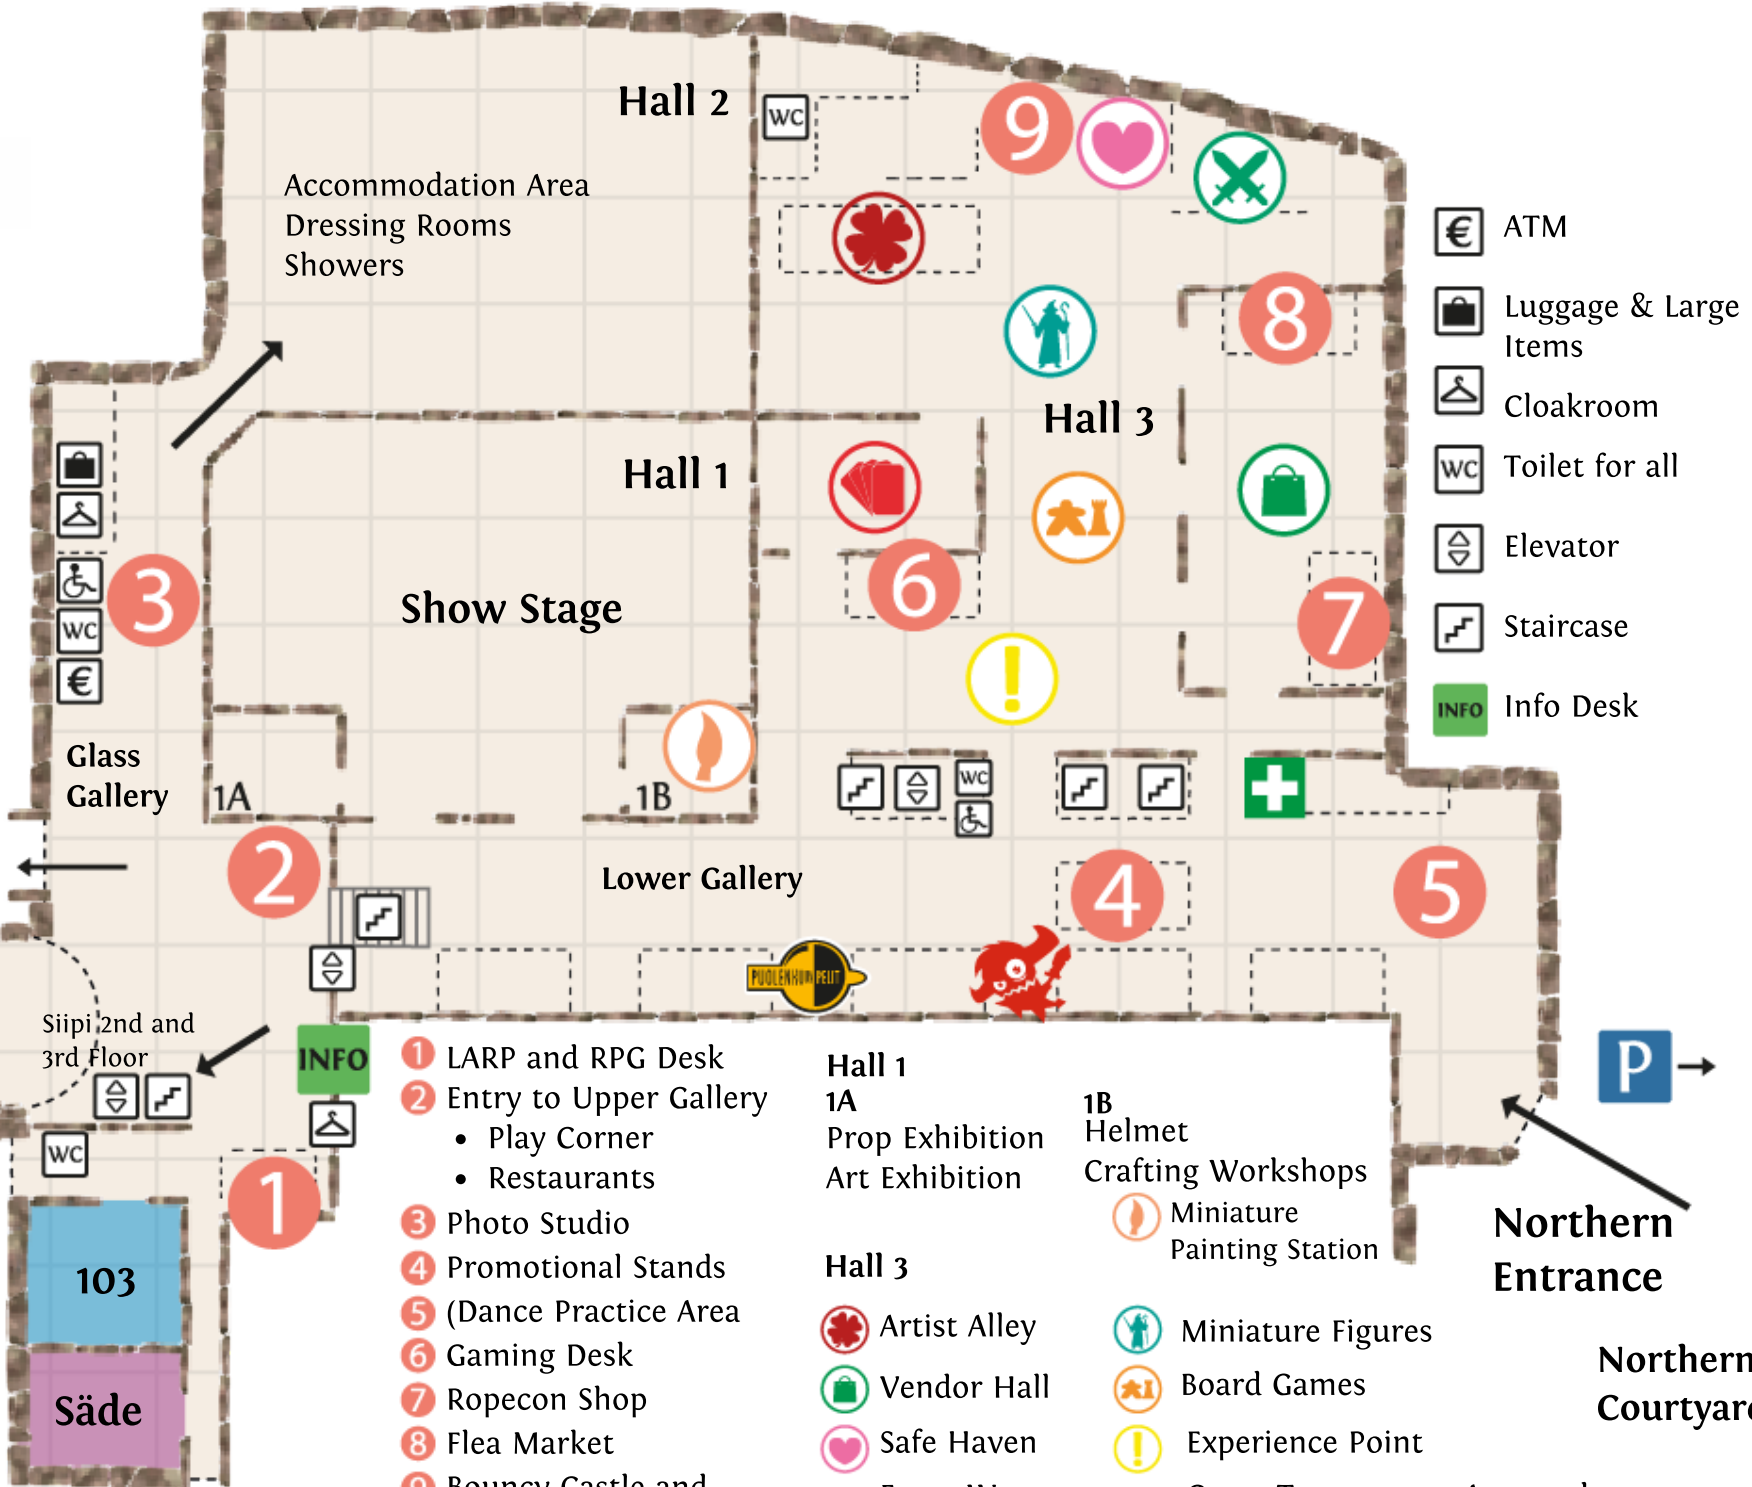 Hall 2
WC
9
Accommodation Area
Dressing Rooms
Showers
8
Hall 3
Hall 1
Show Stage
3
WC
€
6
7
Glass
Gallery
1A
1B
WC
2
Lower Gallery
4
5
PUOLENKUUN PELIT
Siipi 2nd and
3rd Floor
INFO
WC
1
103
Säde
€ ATM
Luggage & Large
Items
Cloakroom
WC Toilet for all
Elevator
Staircase
INFO Info Desk
P
Northern
Entrance
Northern
1 LARP and RPG Desk
2 Entry to Upper Gallery
• Play Corner
• Restaurants
3 Photo Studio
4 Promotional Stands
5 (Dance Practice Area
6 Gaming Desk
7 Ropecon Shop
8 Flea Market
Bouncy Castle and
Hall 1
1A
Prop Exhibition
Art Exhibition
1B
Helmet
Crafting Workshops
Miniature
Painting Station
Hall 3
Artist Alley
Vendor Hall
Safe Haven
Miniature Figures
Board Games
Experience Point